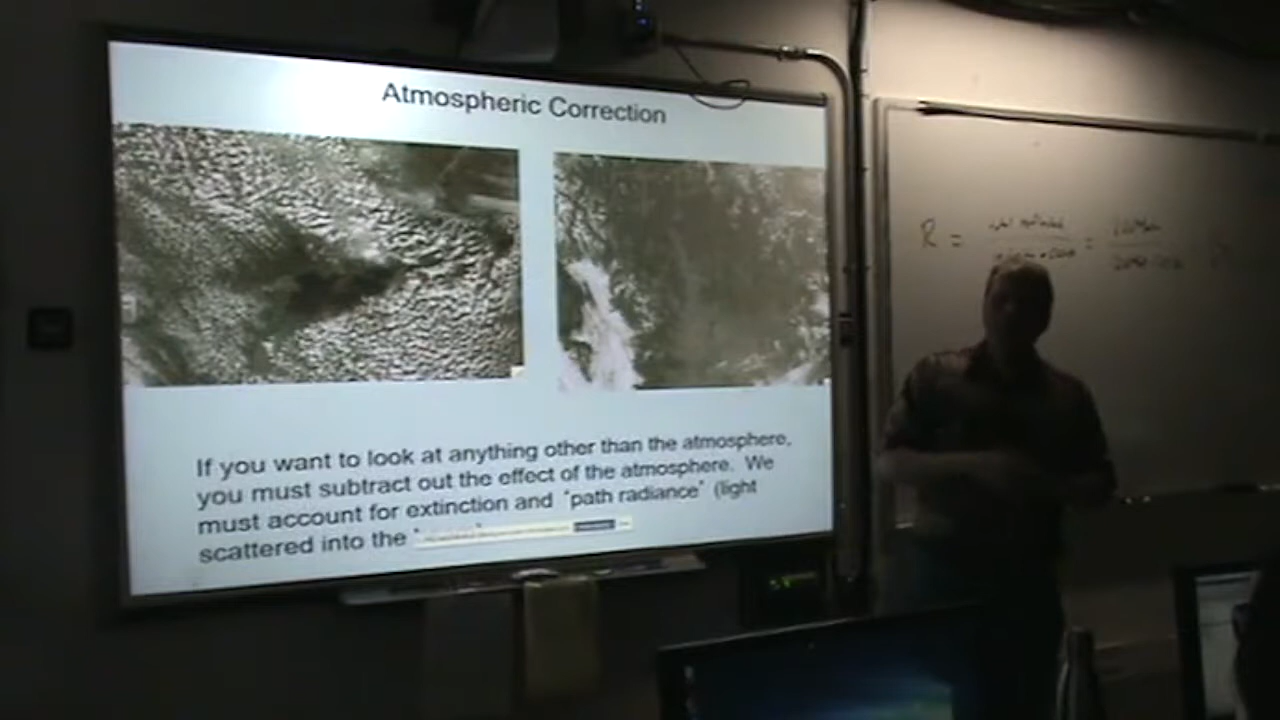 Atmospheric Correction
If you want to look at anything other than the atmosphere,
you must subtract out the effect of the atmosphere. We
must account for extinction and "path radiance" (light
scattered into the "
R =
=